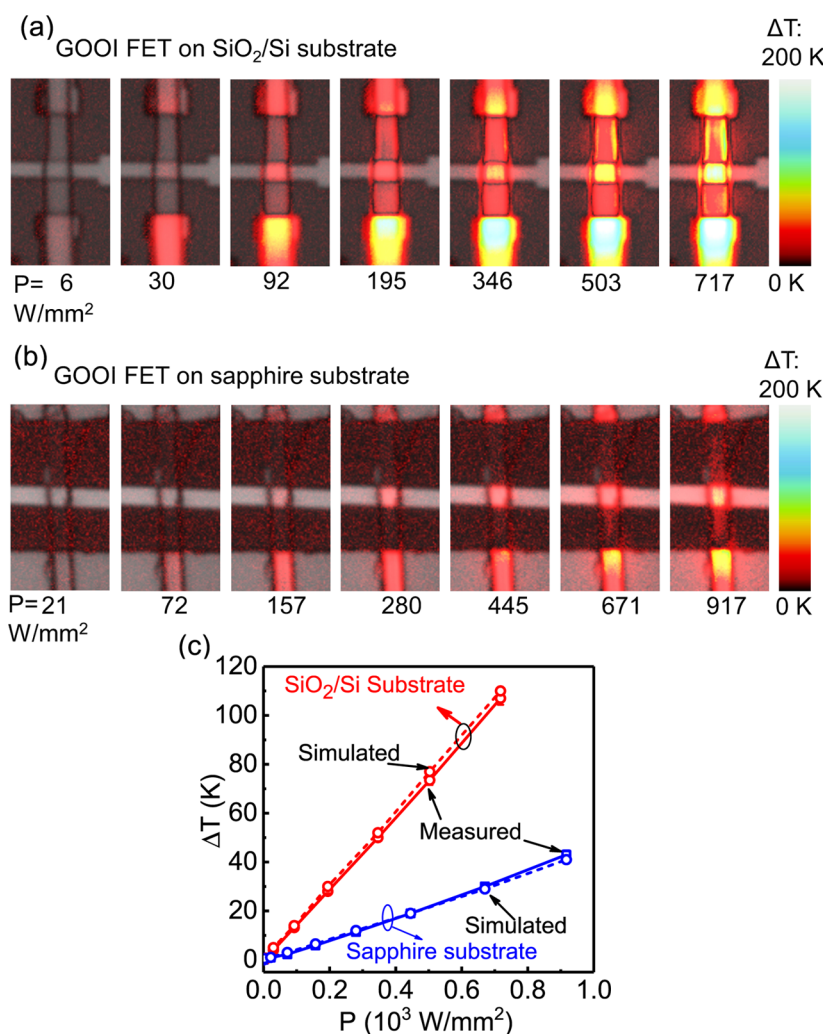 (a)
GOOI FET on SiO₂/Si substrate
ΔT:
200 K
0 K
P= 6 30 92 195 346 503 717
W/mm²
(b)
GOOI FET on sapphire substrate
ΔT:
200 K
0 K
P= 21 72 157 280 445 671 917
W/mm²
(c)
120
100
80
60
40
20
0
ΔT (K)
SiO₂/Si Substrate
Simulated
Measured
Simulated
Sapphire substrate
0.0 0.2 0.4 0.6 0.8 1.0
P (10³ W/mm²)